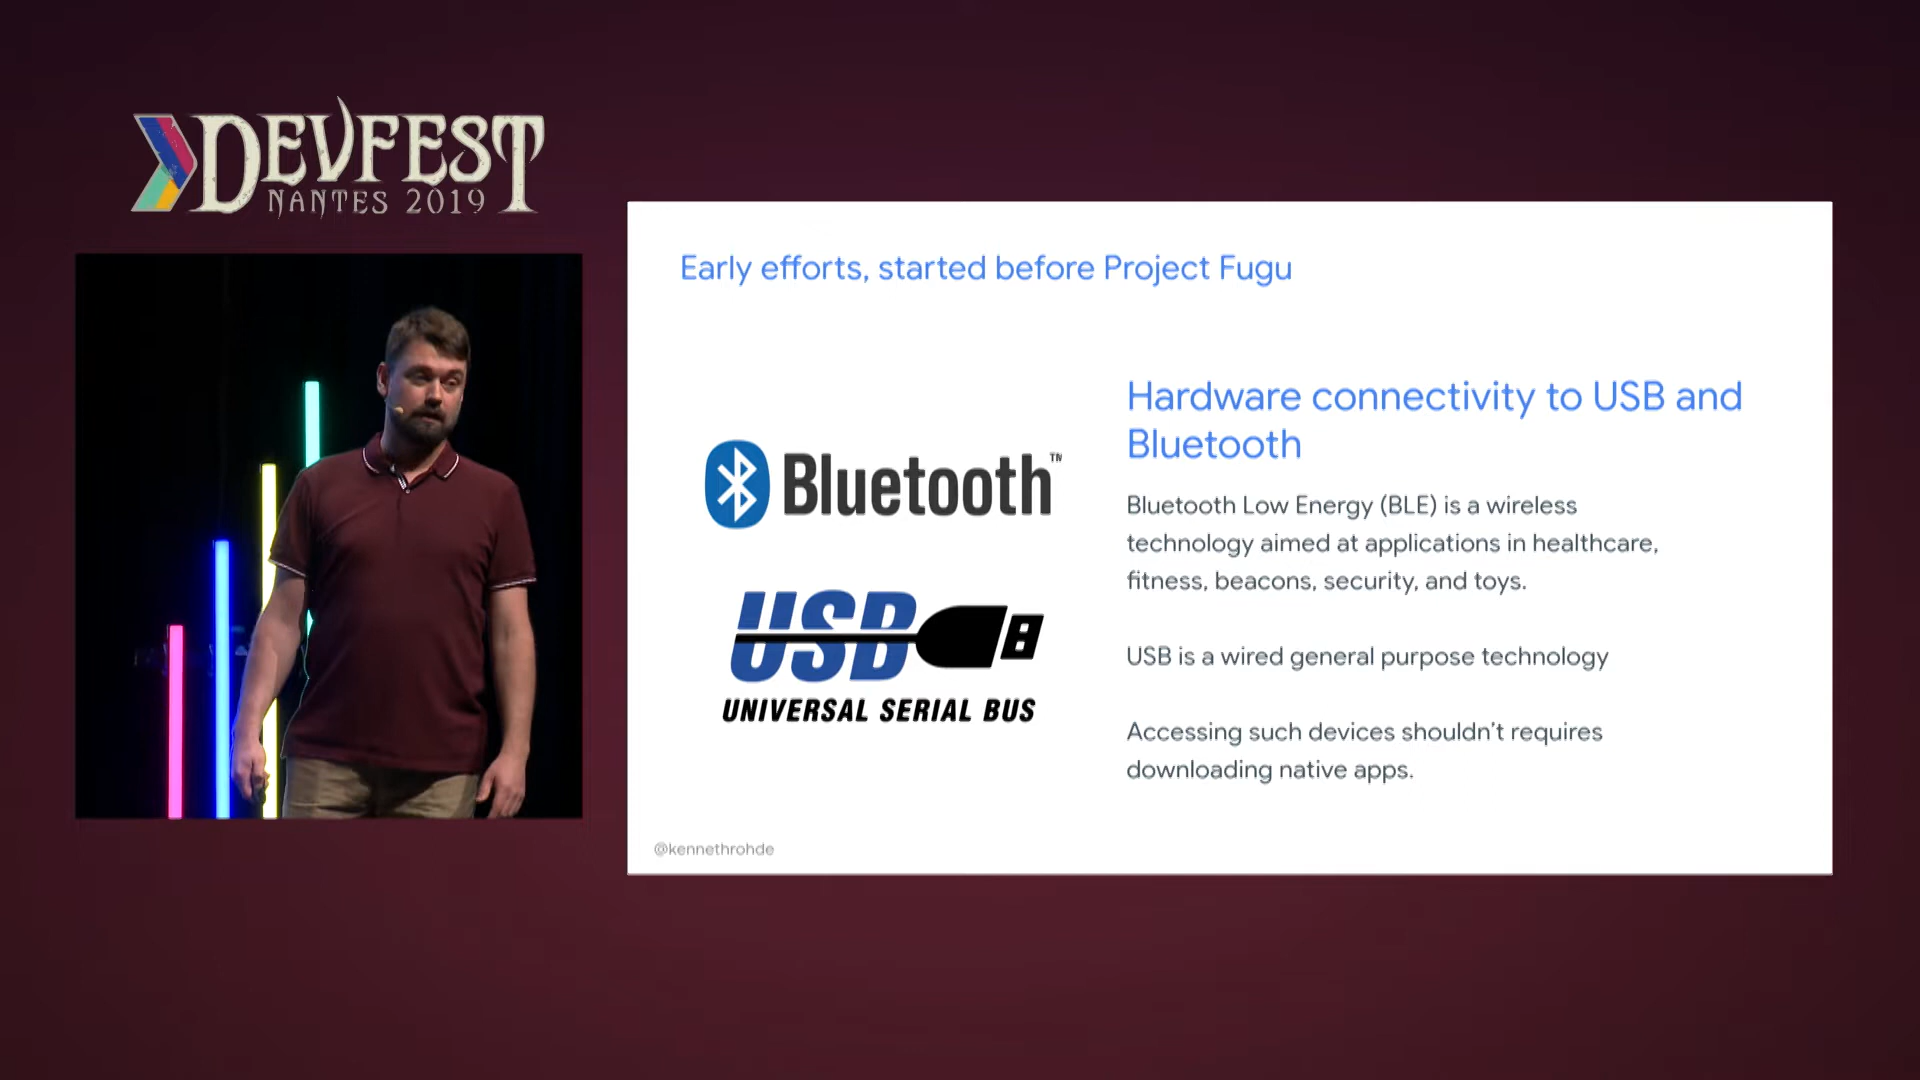 DEVFEST
NANTES 2019
Early efforts, started before Project Fugu
Bluetooth™
USB
UNIVERSAL SERIAL BUS
Hardware connectivity to USB and
Bluetooth
Bluetooth Low Energy (BLE) is a wireless
technology aimed at applications in healthcare,
fitness, beacons, security, and toys.
USB is a wired general purpose technology
Accessing such devices shouldn't requires
downloading native apps.
@kennethrohde